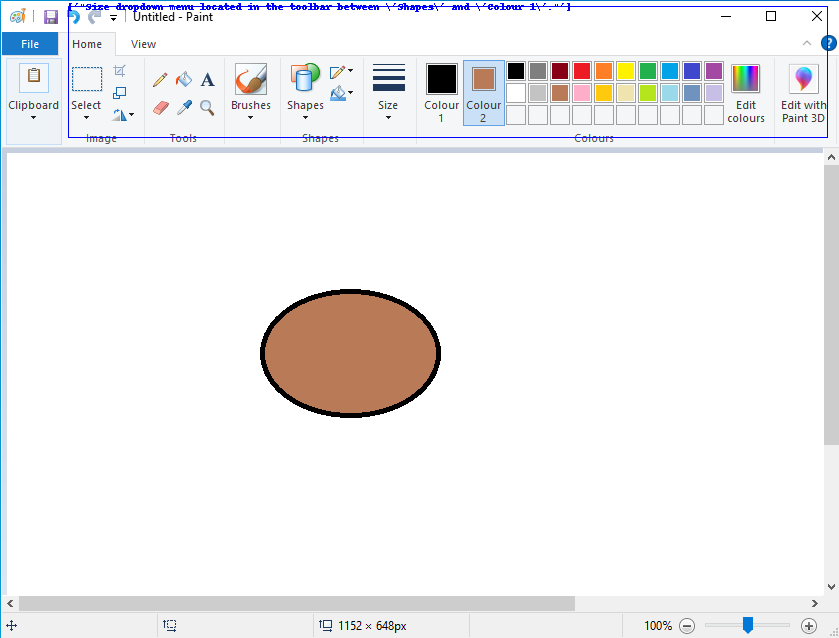 ["Size dropdown menu located in the toolbar between \'Shapes\' and \'Colour 1\'."']
Untitled - Paint
File Home View
Clipboard
Select
Brushes
Shapes
Size
Colour 1
Colour 2
Edit colours
Edit with Paint 3D
Image
Tools
Shapes
Colours
1152 × 648px
100%